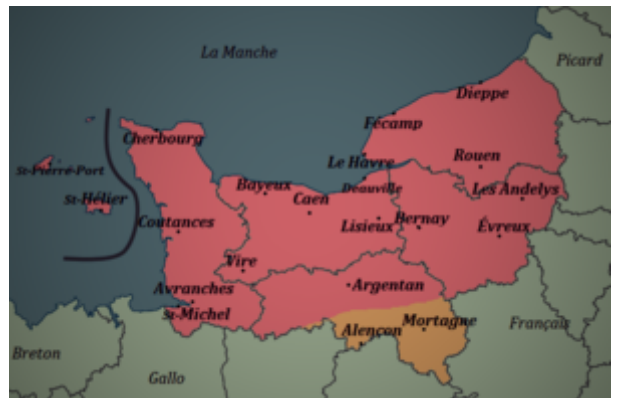 La Manche
Picard
Dieppe
Fécamp
Cherbourg
Le Havre
Rouen
St-Pierre-Port
Deauville
Les Andelys
Bayeux
St-Hélier
Caen
Coutances
Lisieux
Bernay
Évreux
Vire
Avranches
Argentan
St-Michel
Alençon
Mortagne
Français
Breton
Gallo